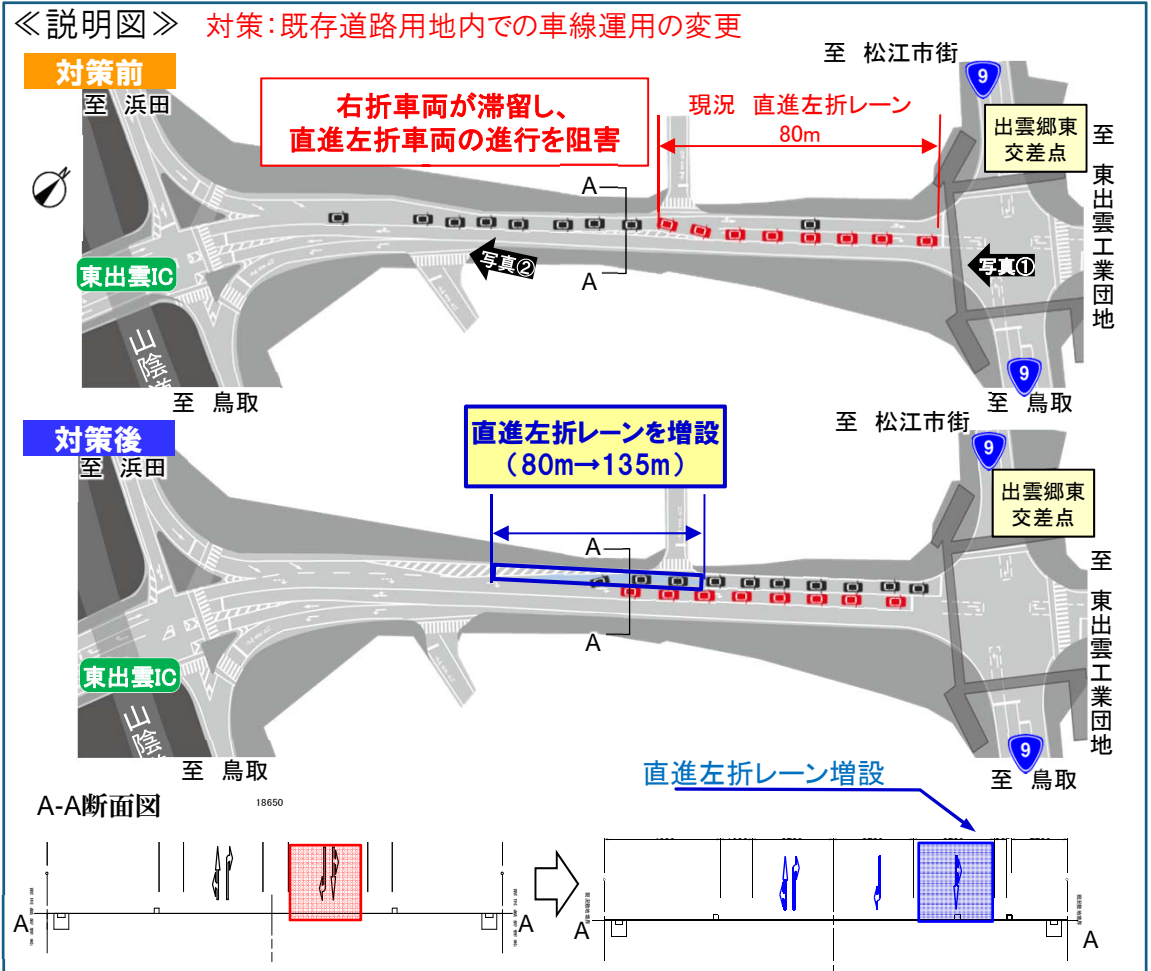 ≪説明図≫ 対策:既存道路用地内での車線運用の変更
対策前
至 松江市街
9
至 浜田
右折車両が滞留し、
直進左折車両の進行を阻害
現況 直進左折レーン
80m
出雲郷東
交差点
至 東出雲工業団地
A
A
写真②
写真①
東出雲IC
山陰道
至 鳥取
9
至 鳥取
対策後
至 松江市街
9
至 浜田
直進左折レーンを増設
(80m→135m)
出雲郷東
交差点
至 東出雲工業団地
A
A
東出雲IC
山陰道
至 鳥取
9
至 鳥取
直進左折レーン増設
A-A断面図
18650
A
A
A
A